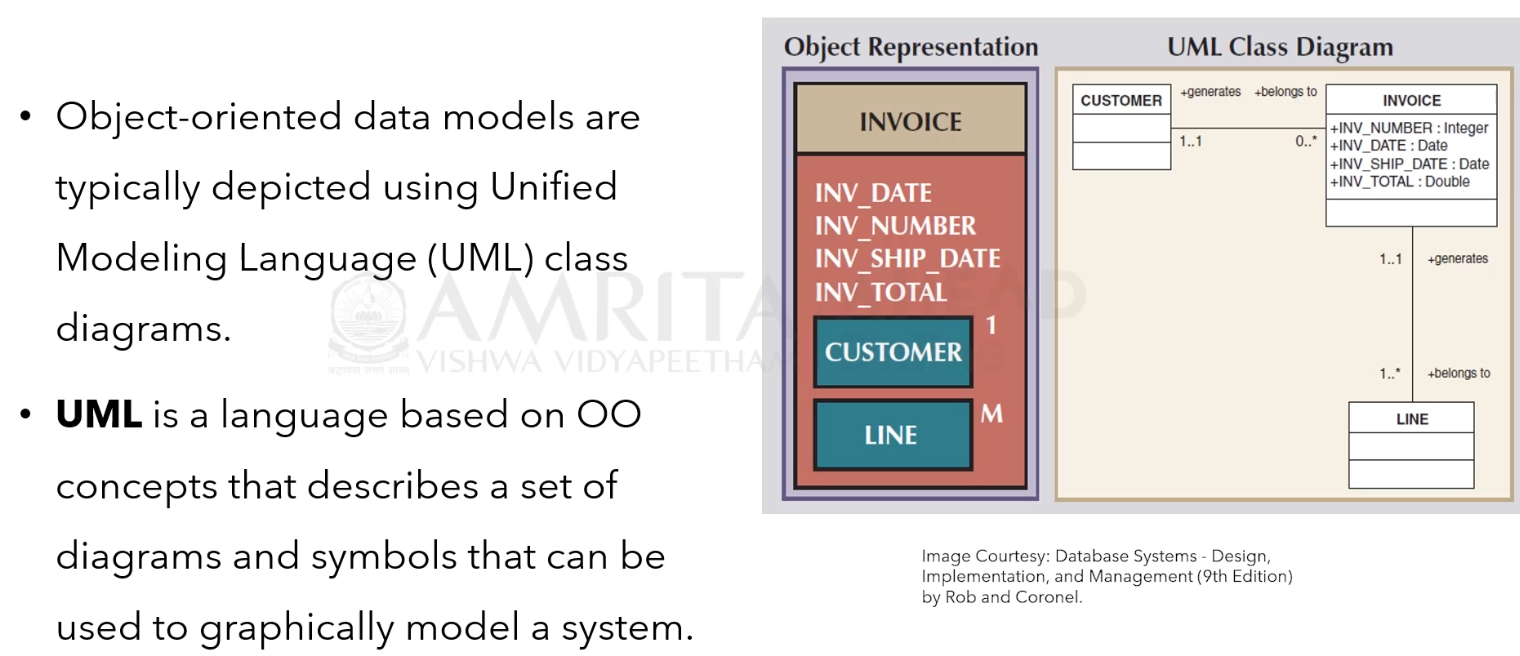 • Object-oriented data models are
typically depicted using Unified
Modeling Language (UML) class
diagrams.
• UML is a language based on OO
concepts that describes a set of
diagrams and symbols that can be
used to graphically model a system.
AMRITA AHEAD
VISHWA VIDYAPEETHAM
Object Representation
INVOICE
INV_DATE
INV_NUMBER
INV_SHIP_DATE
INV_TOTAL
CUSTOMER
1
LINE
M
UML Class Diagram
CUSTOMER
+generates +belongs to
1..1 0..*
INVOICE
+INV_NUMBER : Integer
+INV_DATE : Date
+INV_SHIP_DATE : Date
+INV_TOTAL : Double
1..1 +generates
1..* +belongs to
LINE
Image Courtesy: Database Systems - Design,
Implementation, and Management (9th Edition)
by Rob and Coronel.